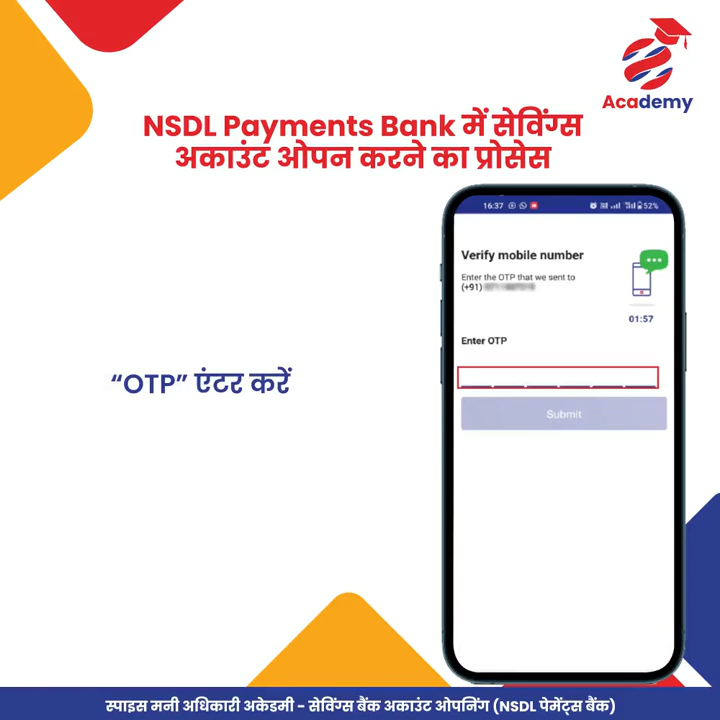 Academy
NSDL Payments Bank में सेविंग्स
अकाउंट ओपन करने का प्रोसेस
16:37
52%
Verify mobile number
Enter the OTP that we sent to
(+91)
01:57
Enter OTP
Submit
“OTP” एंटर करें
स्पाइस मनी अधिकारी अकेडमी - सेविंग्स बैंक अकाउंट ओपनिंग (NSDL पेमेंट्स बैंक)